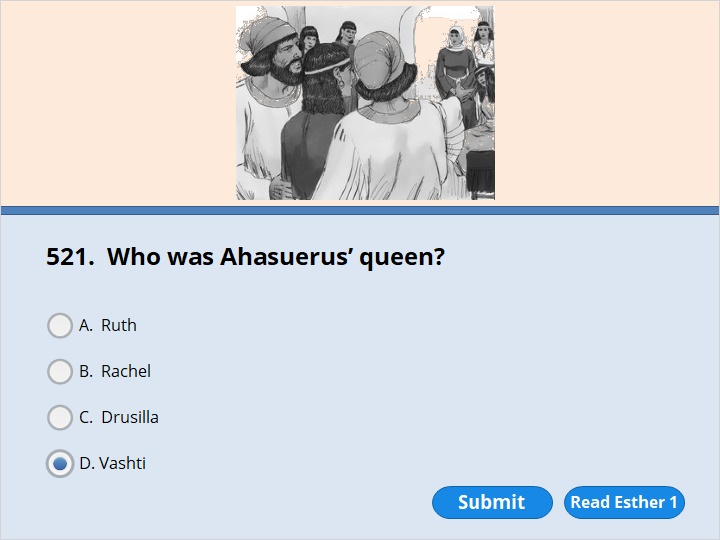 521.  Who was Ahasuerus’ queen?
A.  Ruth
B.  Rachel
C.  Drusilla
D. Vashti
Submit
Read Esther 1